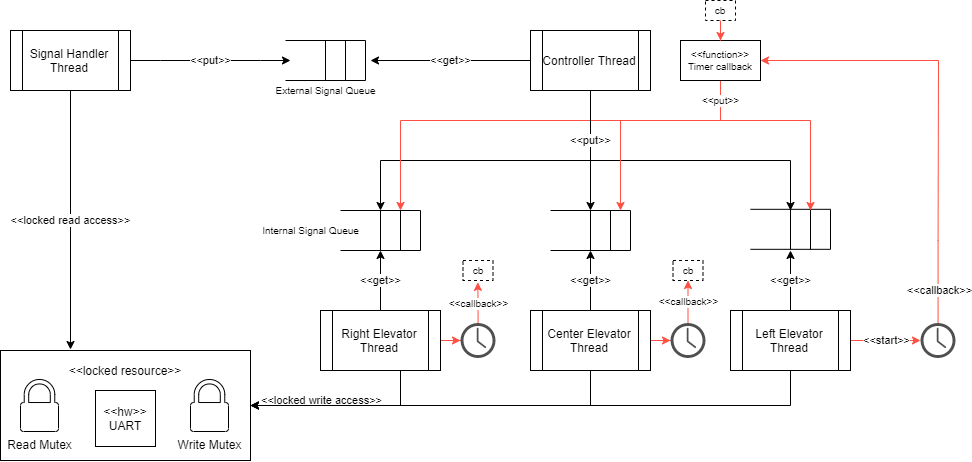 cb
Signal Handler
Thread
<<put>>
External Signal Queue
<<get>>
Controller Thread
<<function>>
Timer callback
<<put>>
<<put>>
<<locked read access>>
Internal Signal Queue
<<get>>
cb
<<callback>>
<<get>>
cb
<<callback>>
<<get>>
<<callback>>
Right Elevator
Thread
Center Elevator
Thread
Left Elevator
Thread
<<start>>
<<locked resource>>
<<locked write access>>
<<hw>>
UART
Read Mutex
Write Mutex